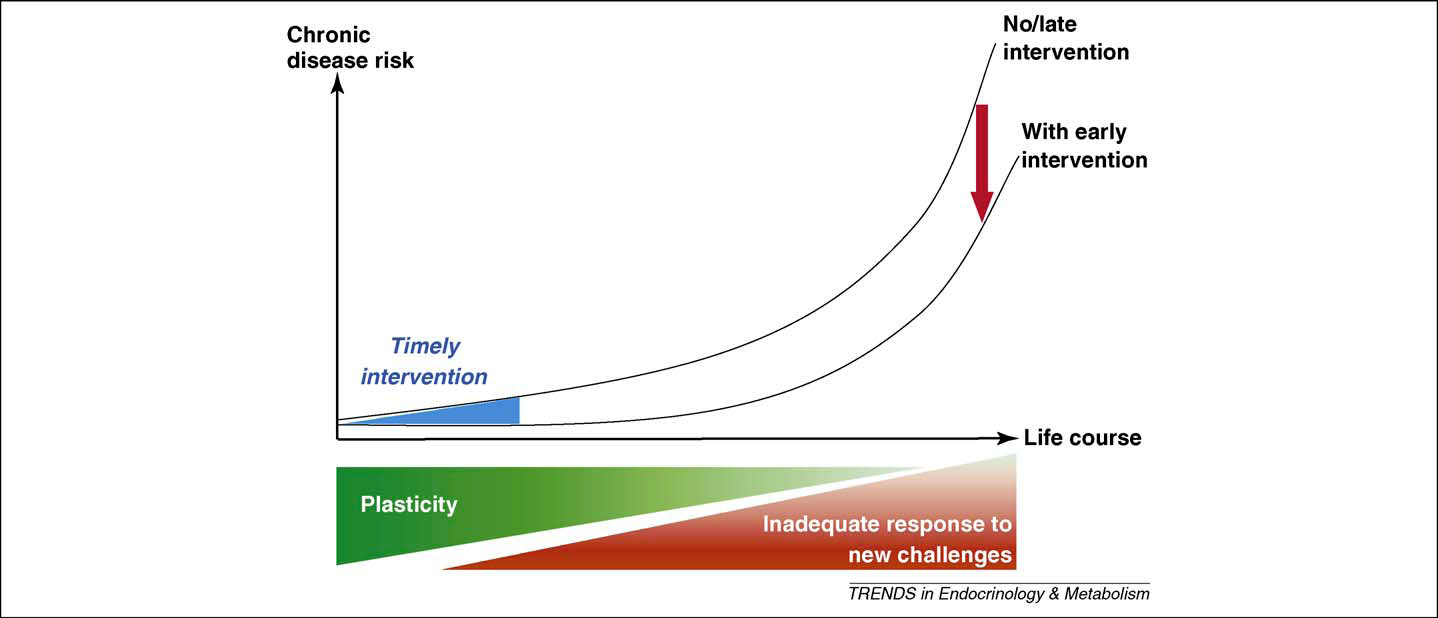 Chronic
disease risk
No/late
intervention
With early
intervention
Timely
intervention
Life course
Plasticity
Inadequate response to
new challenges
TRENDS in Endocrinology & Metabolism